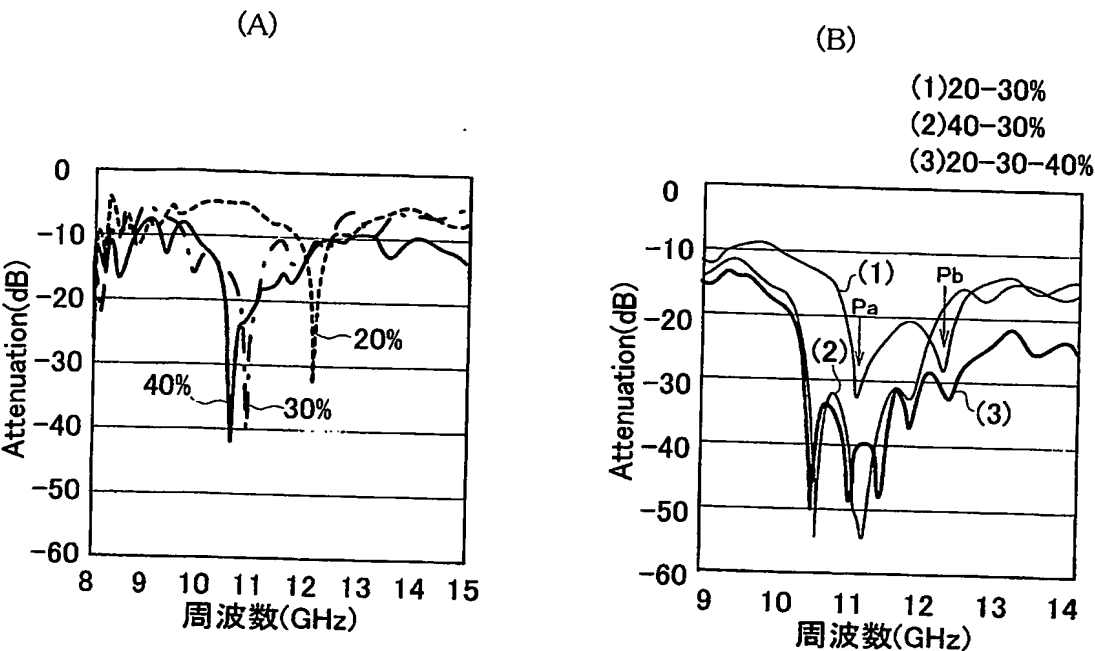 (A)
0
-10
-20
-30
-40
-50
-60
Attenuation(dB)
20%
40%
30%
8 9 10 11 12 13 14 15
周波数(GHz)
(B)
(1)20-30%
(2)40-30%
(3)20-30-40%
0
-10
-20
-30
-40
-50
-60
Attenuation(dB)
(1)
Pb
Pa
(2)
(3)
9 10 11 12 13 14
周波数(GHz)